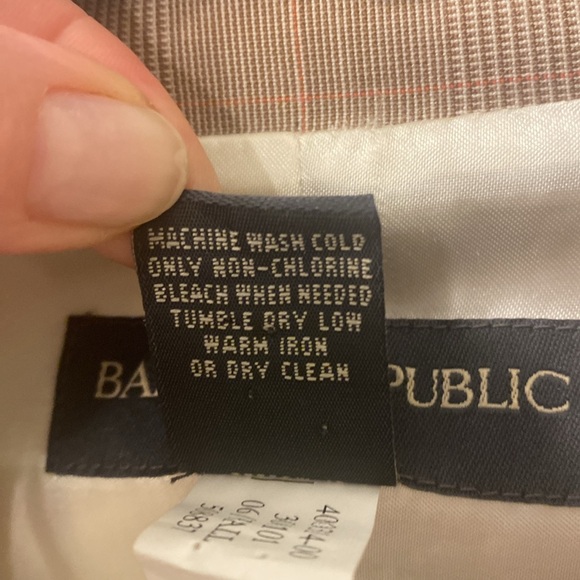 MACHINE WASH COLD
ONLY NON-CHLORINE
BLEACH WHEN NEEDED
TUMBLE DRY LOW
WARM IRON
OR DRY CLEAN
BA PUBLIC